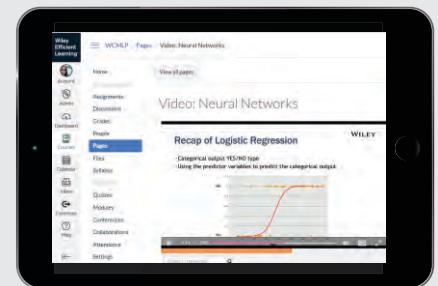 Wiley
Efficient
Learning
WCMLP Pages Video: Neural Networks
Account
Admin
Dashboard
Courses
Calendar
Inbox
Commons
Help
Home
Assignments
Discussion
Grades
People
Pages
Files
Syllabus
Quizzes
Modules
Conferences
Collaborations
Attendance
Settings
View all pages
Video: Neural Networks
Recap of Logistic Regression
WILEY
- Categorical output YES/NO type
- Using the predictor variables to predict the categorical output